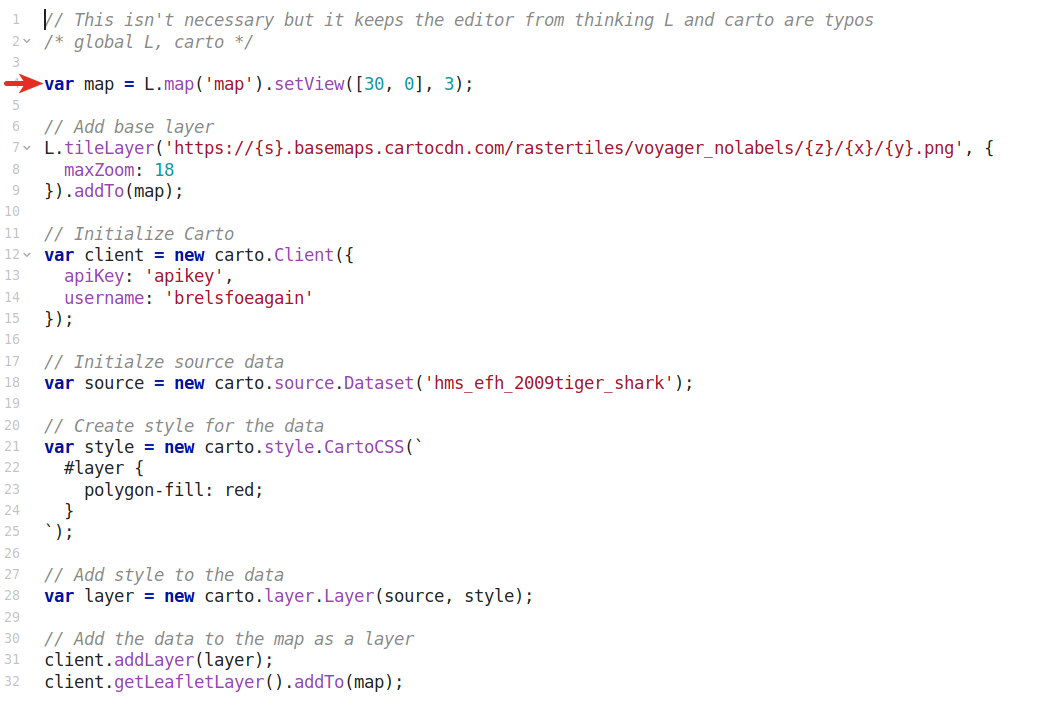 1 // This isn't necessary but it keeps the editor from thinking L and carto are typos
2 /* global L, carto */
3
var map = L.map('map').setView([30, 0], 3);
5
6 // Add base layer
7 L.tileLayer('https://{s}.basemaps.cartocdn.com/rastertiles/voyager_nolabels/{z}/{x}/{y}.png', {
8   maxZoom: 18
9 }).addTo(map);
10
11 // Initialize Carto
12 var client = new carto.Client({
13   apiKey: 'apikey',
14   username: 'brelsfoeagain'
15 });
16
17 // Initialze source data
18 var source = new carto.source.Dataset('hms_efh_2009tiger_shark');
19
20 // Create style for the data
21 var style = new carto.style.CartoCSS(`
22   #layer {
23     polygon-fill: red;
24   }
25 `);
26
27 // Add style to the data
28 var layer = new carto.layer.Layer(source, style);
29
30 // Add the data to the map as a layer
31 client.addLayer(layer);
32 client.getLeafletLayer().addTo(map);